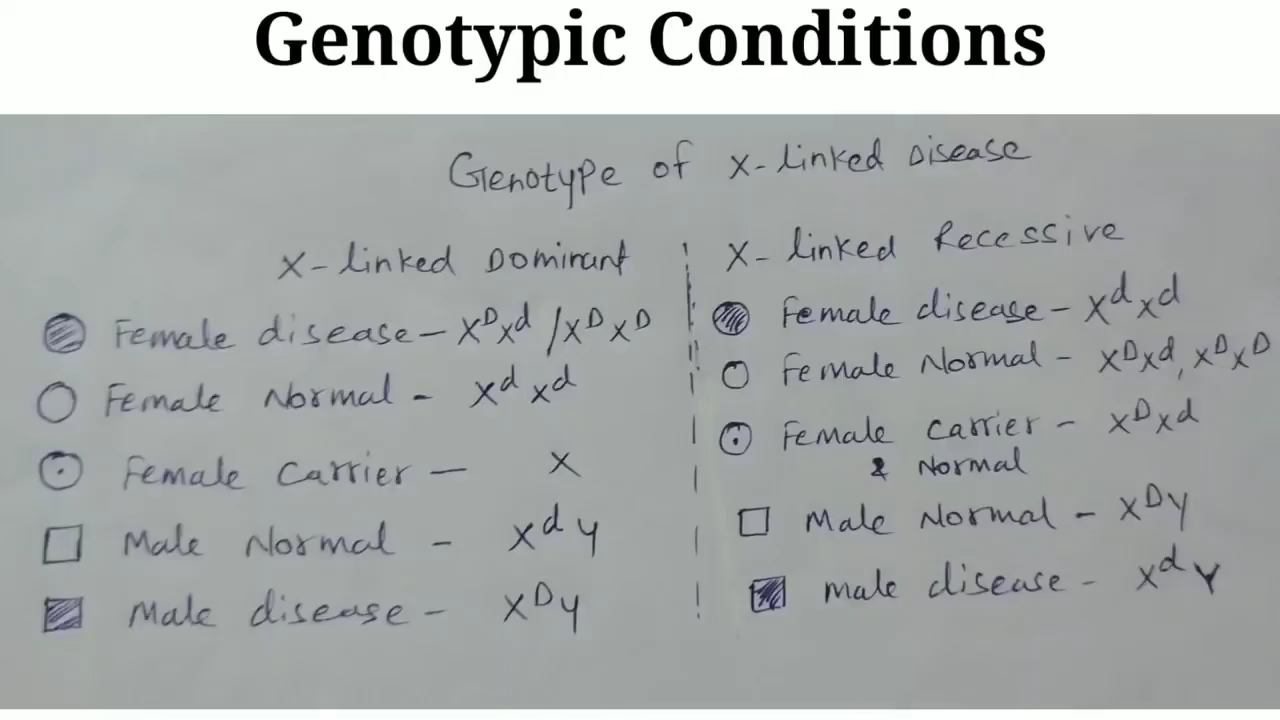 Genotypic Conditions
Genotype of X-linked Disease
X-linked Dominant
Female disease - X^D X^d / X^D X^D
Female Normal - X^d X^d
Female Carrier - X
Male Normal - X^d y
Male disease - X^D y
X-linked Recessive
Female disease - X^d X^d
Female Normal - X^D X^d, X^D X^D
Female Carrier - X^D X^d
& Normal
Male Normal - X^D y
male disease - X^d Y